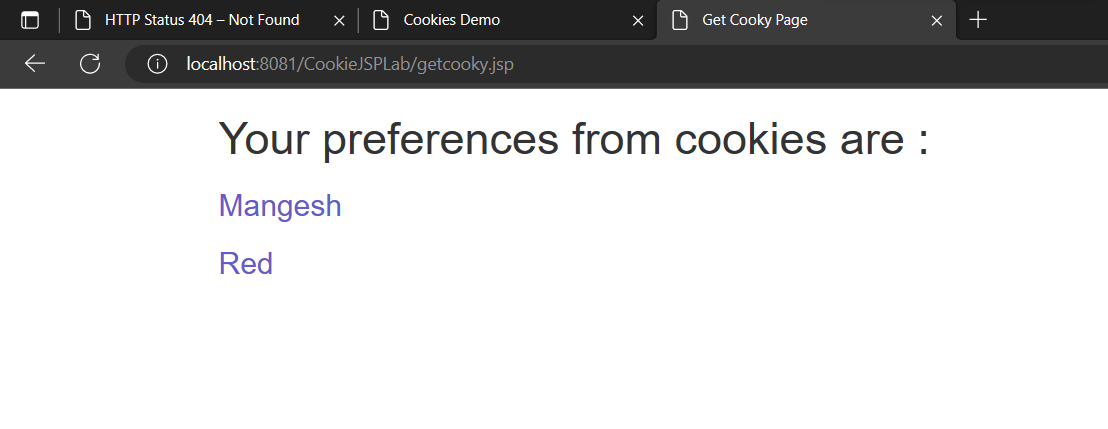 HTTP Status 404 – Not Found
Cookies Demo
Get Cooky Page
localhost:8081/CookieJSPLab/getcooky.jsp
Your preferences from cookies are :
Mangesh
Red